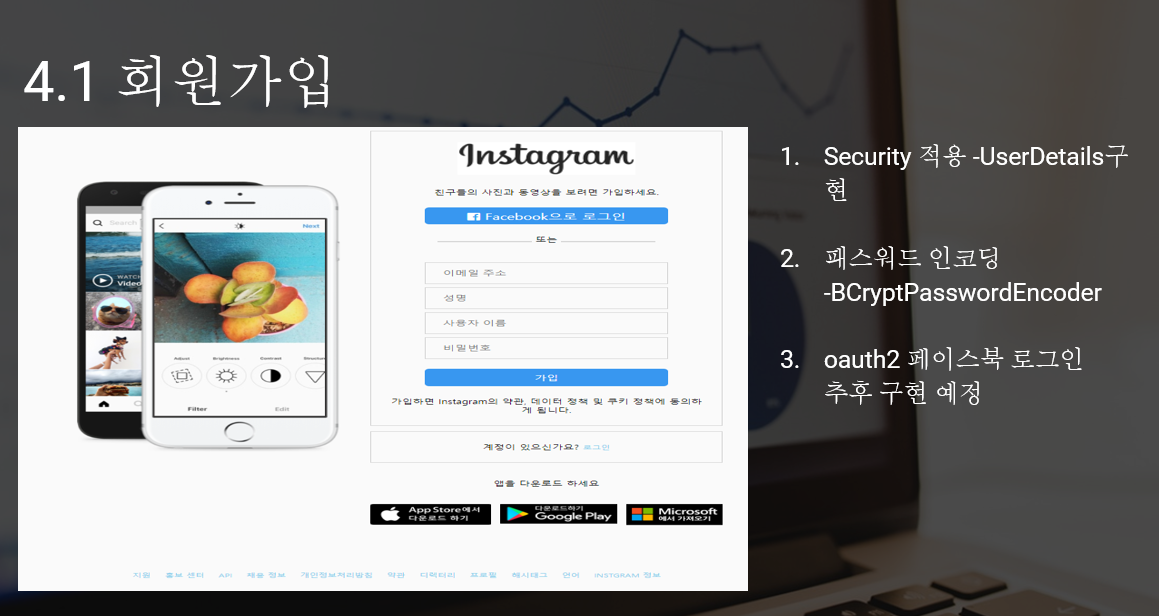 4.1 회원가입
Instagram
친구들의 사진과 동영상을 보려면 가입하세요.
Facebook으로 로그인
또는
이메일 주소
성명
사용자 이름
비밀번호
가입
가입하면 Instagram의 약관, 데이터 정책 및 쿠키 정책에 동의하
게 됩니다.
계정이 있으신가요? 로그인
앱을 다운로드 하세요
App Store에서
다운로드 하기
다운로드하기
Google Play
Microsoft
에서 가져오기
지원 홍보 센터 API 채용 정보 개인정보처리방침 약관 디렉터리 프로필 해시태그 언어 INSTGRAM 정보
Search
WATCH
Video
Next
Adjust Brightness Contrast Structure
Filter Edit
1. Security 적용 -UserDetails구
현
2. 패스워드 인코딩
-BCryptPasswordEncoder
3. oauth2 페이스북 로그인
추후 구현 예정